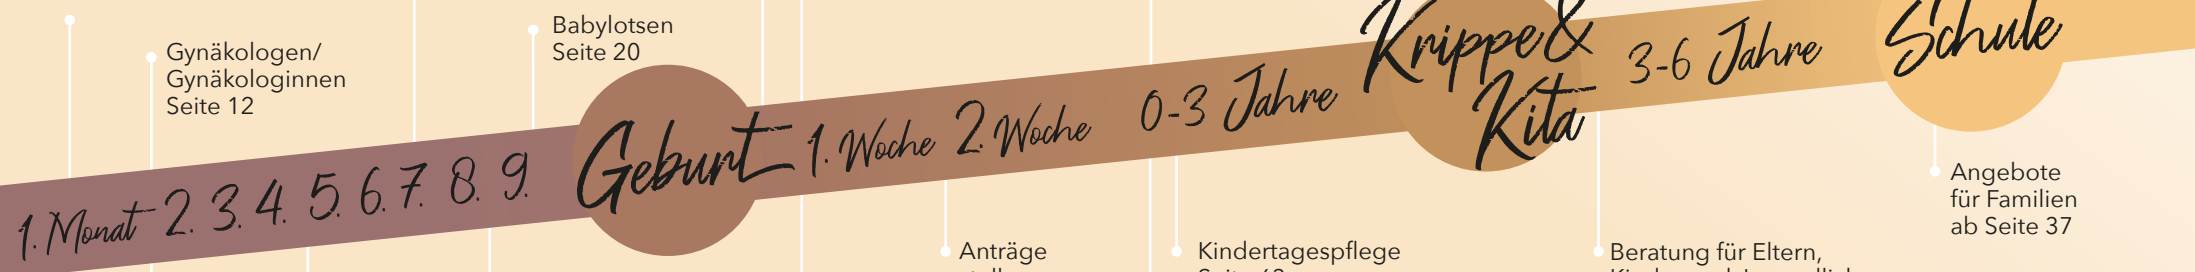 Gynäkologen/
Gynäkologinnen
Seite 12
Babylotsen
Seite 20
1. Monat 2. 3. 4. 5. 6. 7. 8. 9.
Geburt
1. Woche 2. Woche
0-3 Jahre
Krippe &
Kita
3-6 Jahre
Schule
Anträge
Kindertagespflege
Beratung für Eltern,
Angebote
für Familien
ab Seite 37